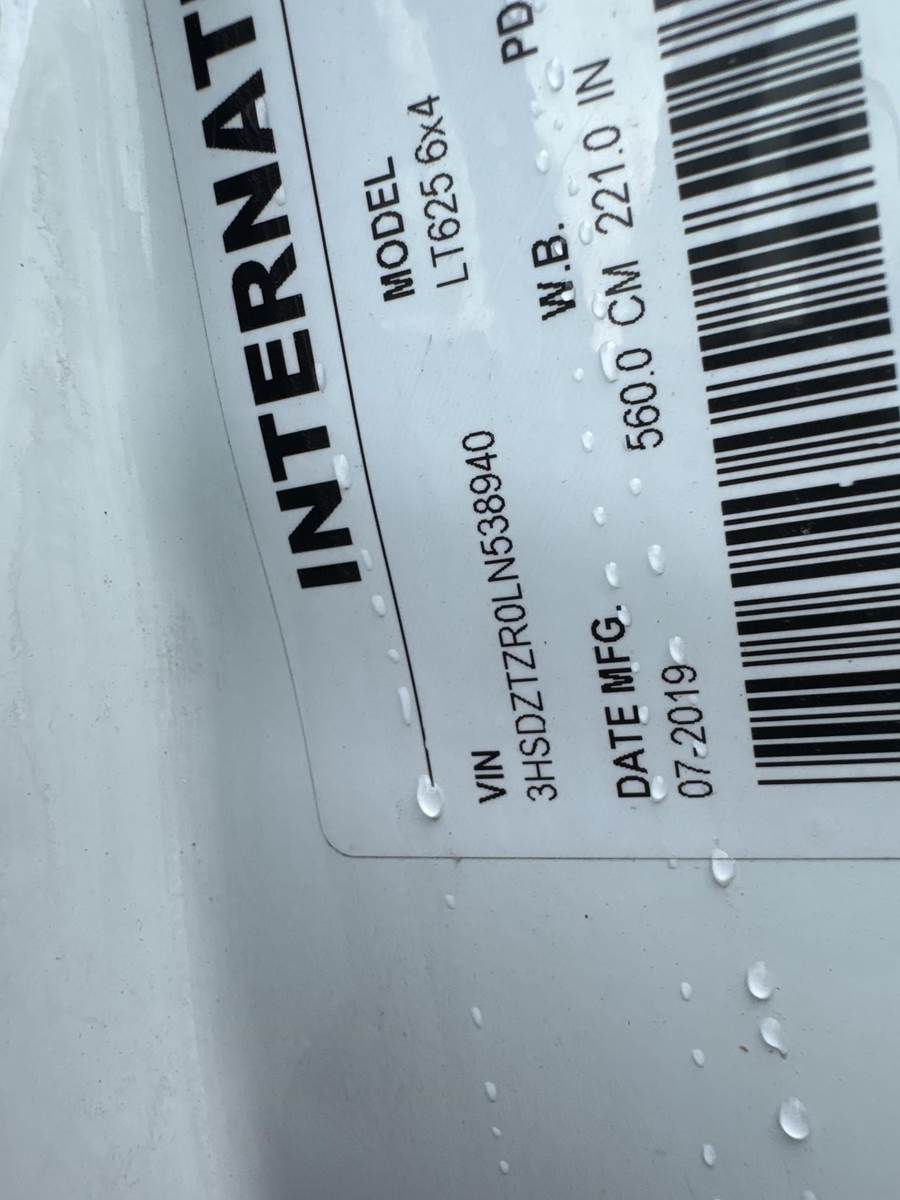 INTERNAT
MODEL
LT625 6x4
VIN
3HSDZTZR0LN538940
W.B.
PD
DATE MFG.
560.0 CM 221.0 IN
07-2019